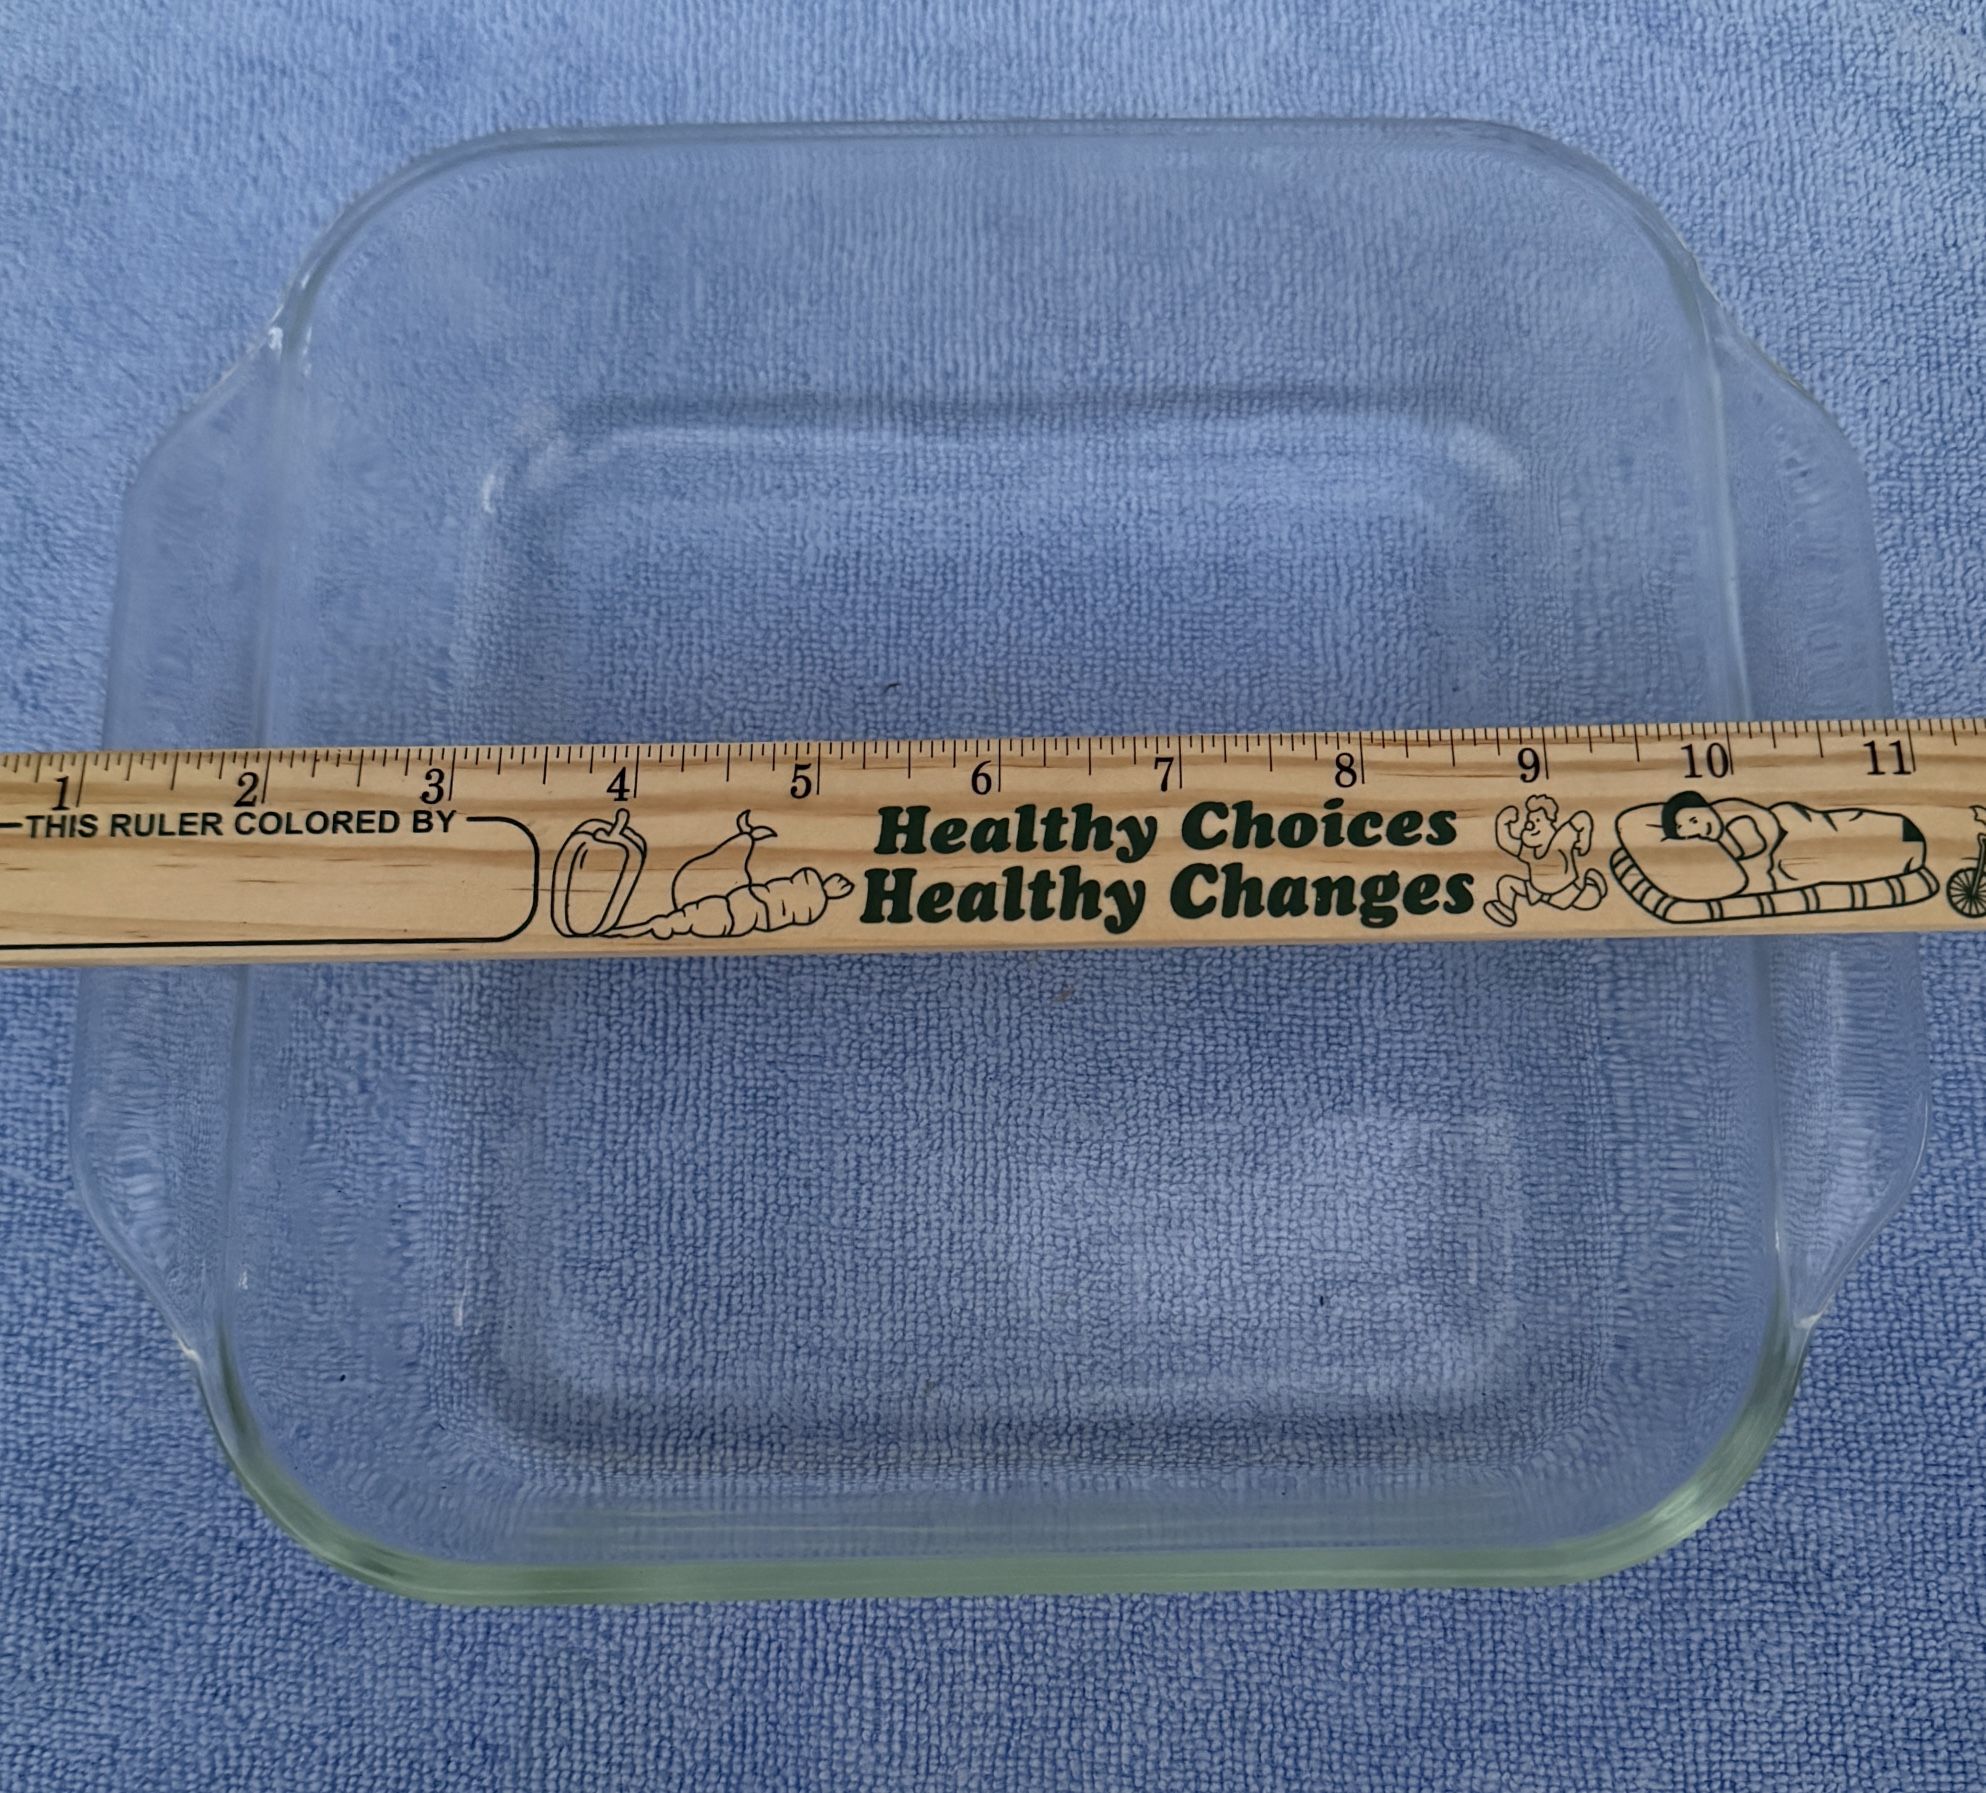 1 2 3 4 5 6 7 8 9 10 11
THIS RULER COLORED BY
Healthy Choices
Healthy Changes